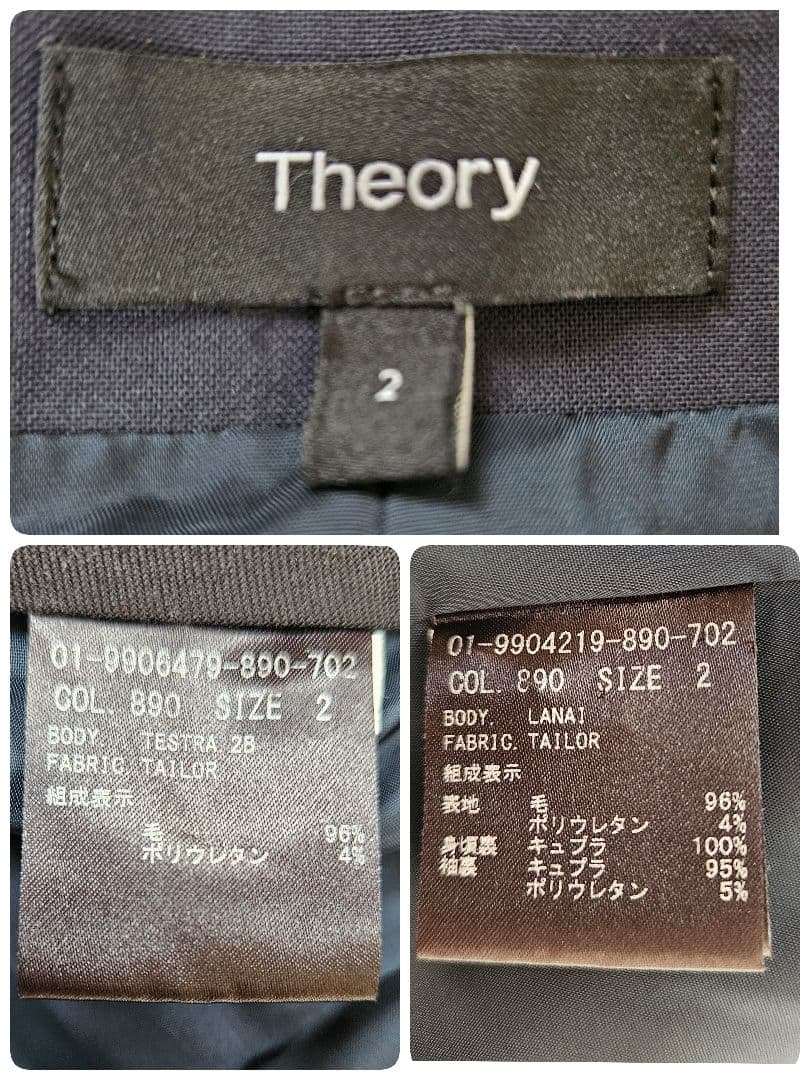 Theory
2
01-9906479-890-702
COL. 890 SIZE 2
BODY. TESTRA 2B
FABRIC. TAILOR
組成表示
毛 96%
ポリウレタン 4%
01-9904219-890-702
COL. 890 SIZE 2
BODY. LANAI
FABRIC. TAILOR
組成表示
表地 毛 96%
ポリウレタン 4%
身頃裏 キュプラ 100%
袖裏 キュプラ 95%
ポリウレタン 5%